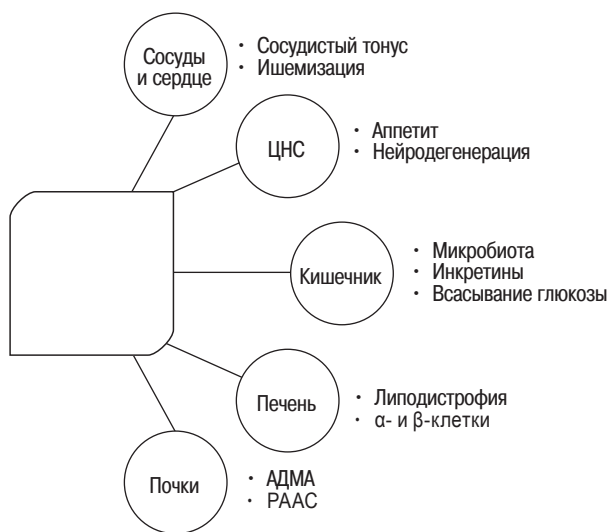 Сосуды
и сердце
· Сосудистый тонус
· Ишемизация
ЦНС
· Аппетит
· Нейродегенерация
Кишечник
· Микробиота
· Инкретины
· Всасывание глюкозы
Печень
· Липодистрофия
· α- и β-клетки
Почки
· АДМА
· РААС